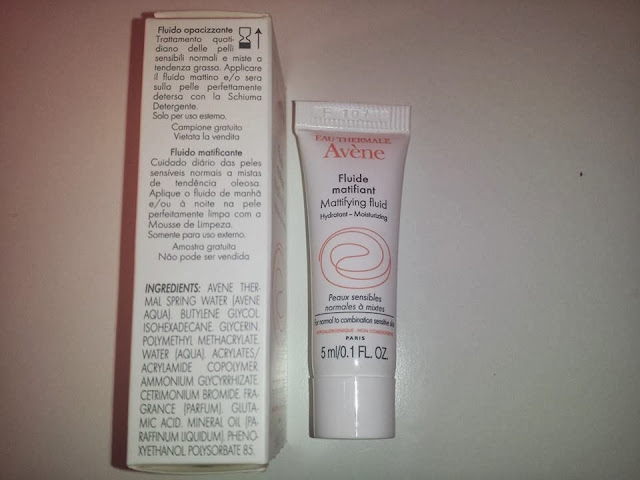 Fluido opacizzante
Trattamento quoti-
diano delle pelli
sensibili normali e miste a
tendenza grassa. Applicare
il fluido mattino e/o sera
sulla pelle perfettamente
detersa con la Schiuma
Detergente.
Solo per uso esterno.
Campione gratuito
Vietata la vendita
Fluido matificante
Cuidado diário das peles
sensíveis normais a mistas
de tendência oleosa.
Aplique o fluido de manhã
e/ou à noite na pele
perfeitamente limpa com a
Mousse de Limpeza.
Somente para uso externo.
Amostra gratuita
Não pode ser vendida
INGREDIENTS: AVENE THER-
MAL SPRING WATER (AVENE
AQUA). BUTYLENE GLYCOL.
ISOHEXADECANE. GLYCERIN.
POLYMETHYL METHACRYLATE.
WATER (AQUA). ACRYLATES/
ACRYLAMIDE COPOLYMER.
AMMONIUM GLYCYRRHIZATE.
CETRIMONIUM BROMIDE. FRA-
GRANCE (PARFUM). GLUTA-
MIC ACID. MINERAL OIL (PA-
RAFFINUM LIQUIDUM). PHENO-
XYETHANOL. POLYSORBATE 85.
EAU THERMALE
Avène
Fluide
matifiant
Mattifying fluid
Hydratant – Moisturizing
Peaux sensibles
normales à mixtes
For normal to combination sensitive skin
HYPOALLERGENIQUE - NON COMEDOGENE
PARIS
5 ml/0.1 FL. OZ.